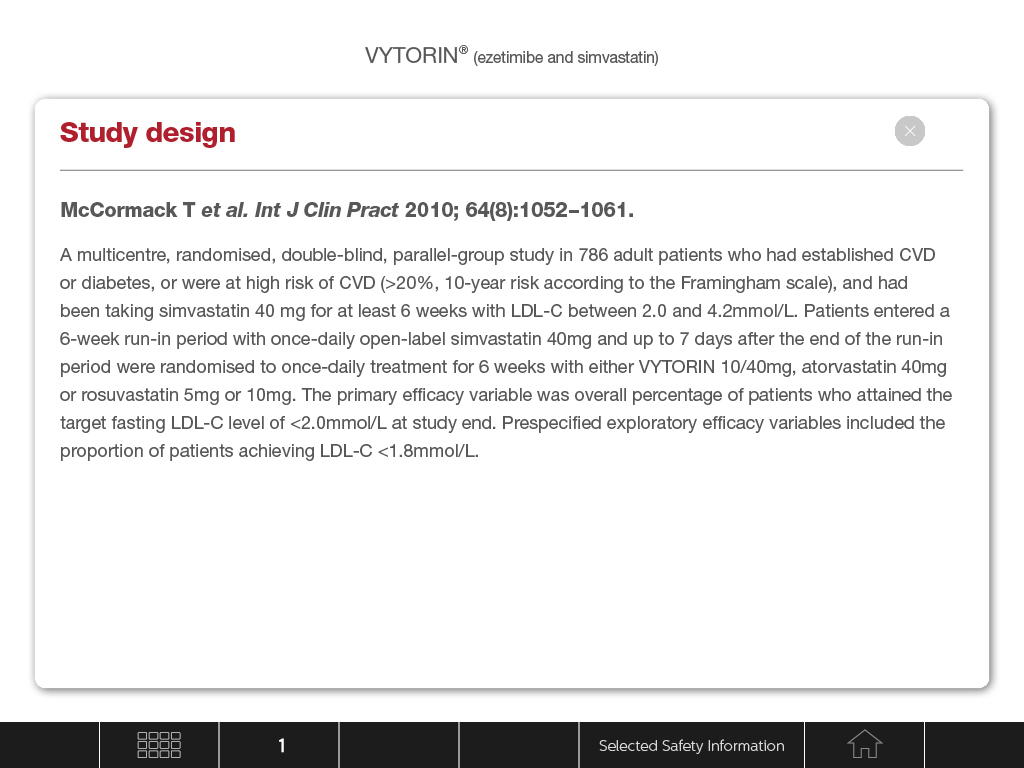 VYTORIN® (ezetimibe and simvastatin)
Study design
McCormack T et al. Int J Clin Pract 2010; 64(8):1052–1061.
A multicentre, randomised, double-blind, parallel-group study in 786 adult patients who had established CVD
or diabetes, or were at high risk of CVD (>20%, 10-year risk according to the Framingham scale), and had
been taking simvastatin 40 mg for at least 6 weeks with LDL-C between 2.0 and 4.2mmol/L. Patients entered a
6-week run-in period with once-daily open-label simvastatin 40mg and up to 7 days after the end of the run-in
period were randomised to once-daily treatment for 6 weeks with either VYTORIN 10/40mg, atorvastatin 40mg
or rosuvastatin 5mg or 10mg. The primary efficacy variable was overall percentage of patients who attained the
target fasting LDL-C level of <2.0mmol/L at study end. Prespecified exploratory efficacy variables included the
proportion of patients achieving LDL-C <1.8mmol/L.
1
Selected Safety Information